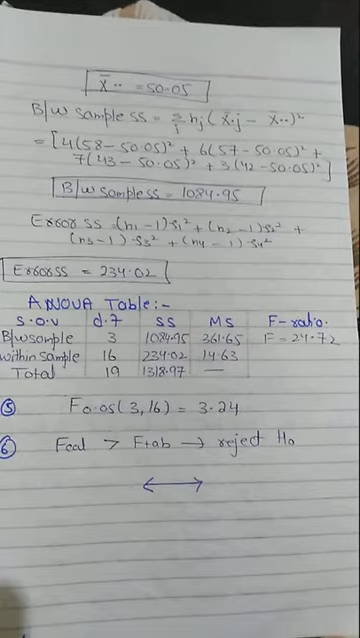 X̄.. = 50.05
B/w sample SS = Σj nj (X̄.j - X̄..)²
= [4(58-50.05)² + 6(57-50.05)² +
7(43-50.05)² + 3(42-50.05)²]
B/w sample SS = 1084.95
Error SS = (n1-1)s1² + (n2-1)s2² +
(n3-1)s3² + (n4-1)s4²
Error SS = 234.02
ANOVA Table:-
S.O.V d.f SS MS F-ratio.
B/w sample 3 1084.95 361.65 F = 24.72
within sample 16 234.02 14.63
Total 19 1318.97 —
⑤ F0.05(3,16) = 3.24
⑥ Fcal > Ftab → reject H0